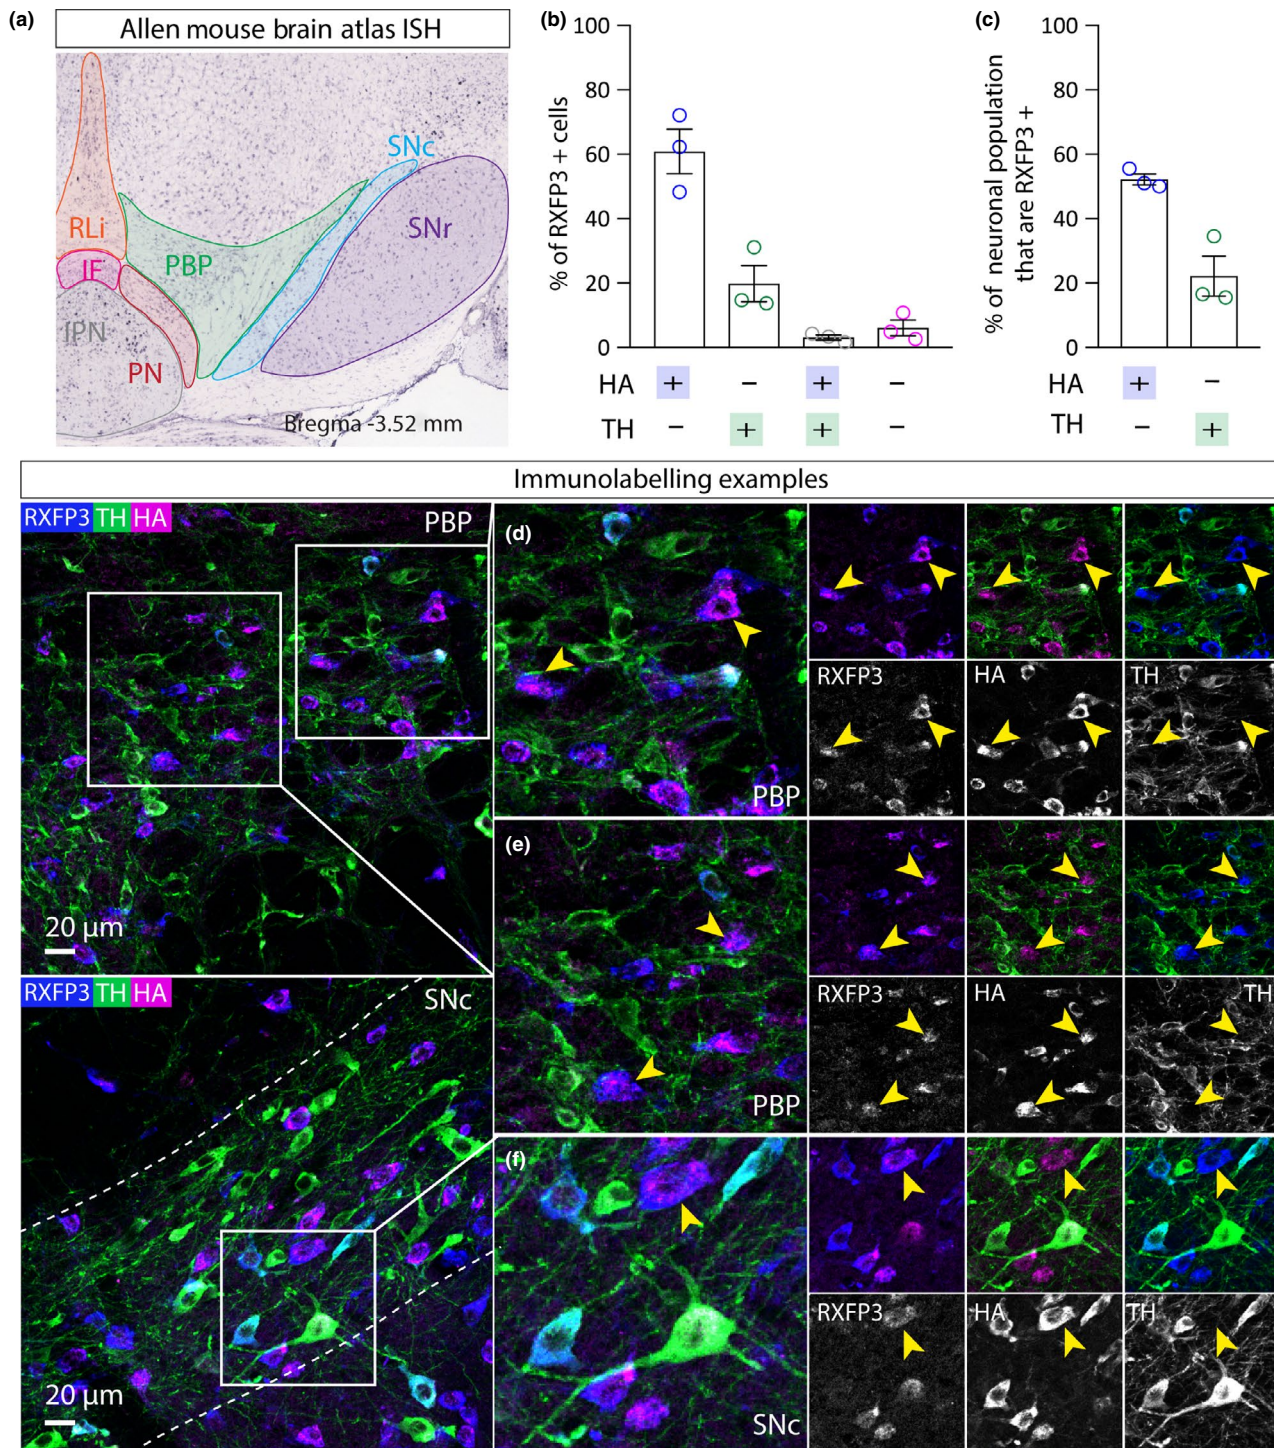 (a)
Allen mouse brain atlas ISH
RLi
IF
IPN
PN
PBP
SNc
SNr
Bregma -3.52 mm
(b)
% of RXFP3 + cells
100
80
60
40
20
0
HA + – + –
TH – + + –
(c)
% of neuronal population
that are RXFP3 +
100
80
60
40
20
0
HA + –
TH – +
Immunolabelling examples
RXFP3 TH HA
PBP
20 µm
(d)
PBP
RXFP3
HA
TH
(e)
PBP
RXFP3
HA
TH
RXFP3 TH HA
SNc
20 µm
(f)
SNc
RXFP3
HA
TH